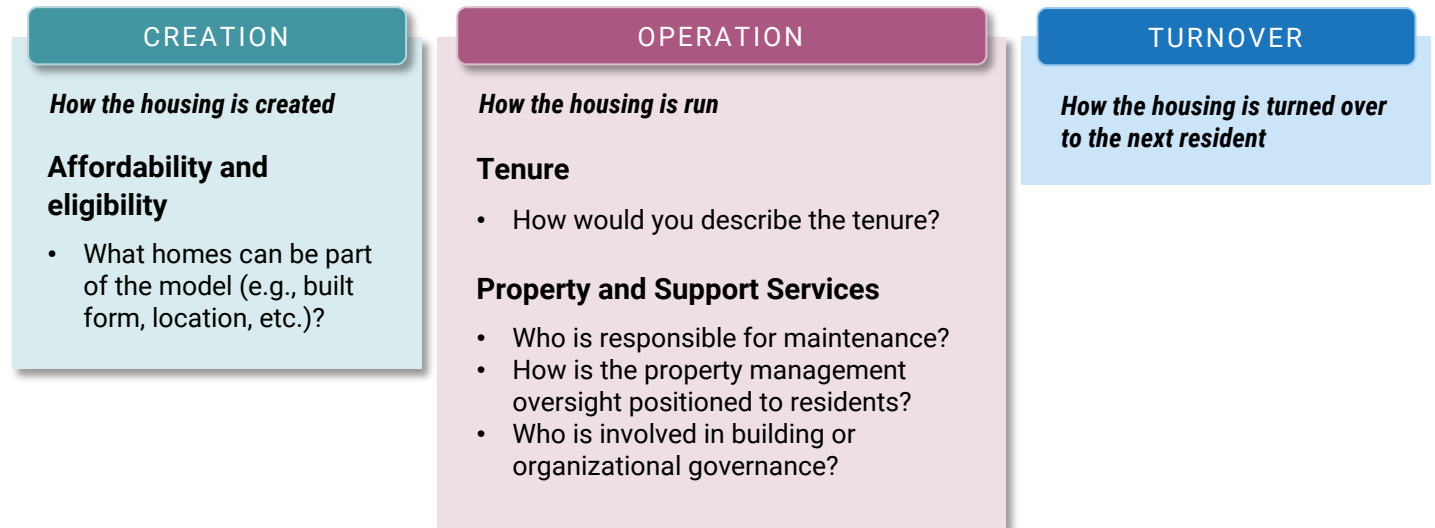 CREATION
How the housing is created
Affordability and
eligibility
• What homes can be part
of the model (e.g., built
form, location, etc.)?
OPERATION
How the housing is run
Tenure
• How would you describe the tenure?
Property and Support Services
• Who is responsible for maintenance?
• How is the property management
oversight positioned to residents?
• Who is involved in building or
organizational governance?
TURNOVER
How the housing is turned over
to the next resident